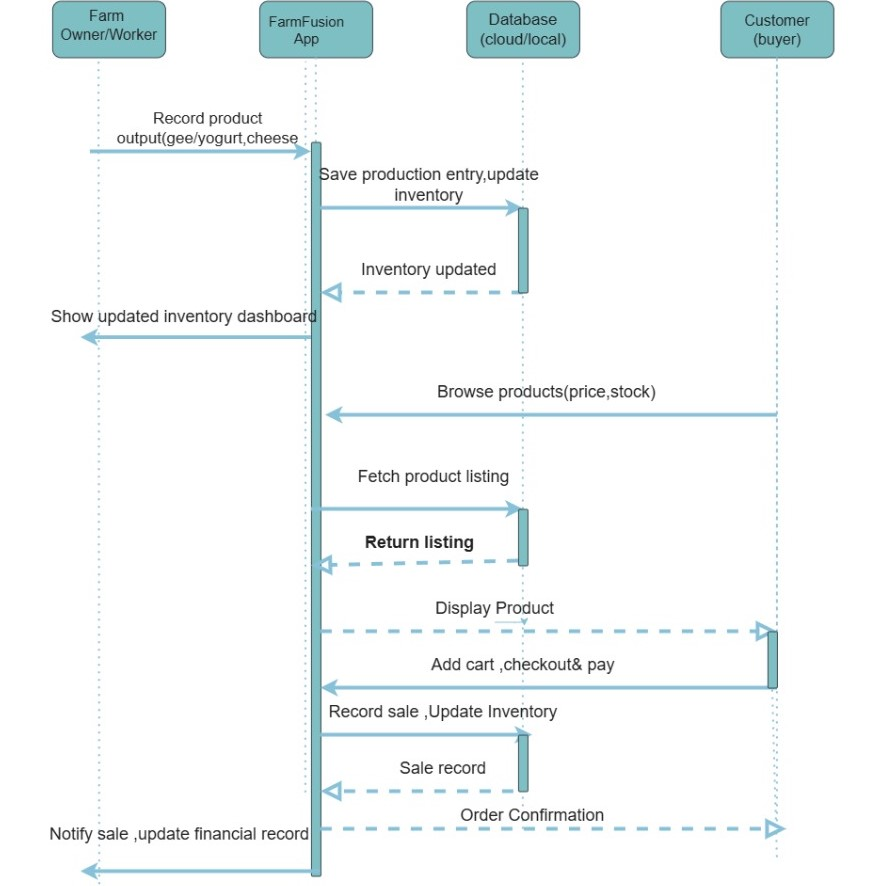 Farm
Owner/Worker
FarmFusion
App
Database
(cloud/local)
Customer
(buyer)
Record product
output(gee/yogurt,cheese
Save production entry,update
inventory
Inventory updated
Show updated inventory dashboard
Browse products(price,stock)
Fetch product listing
Return listing
Display Product
Add cart ,checkout& pay
Record sale ,Update Inventory
Sale record
Order Confirmation
Notify sale ,update financial record